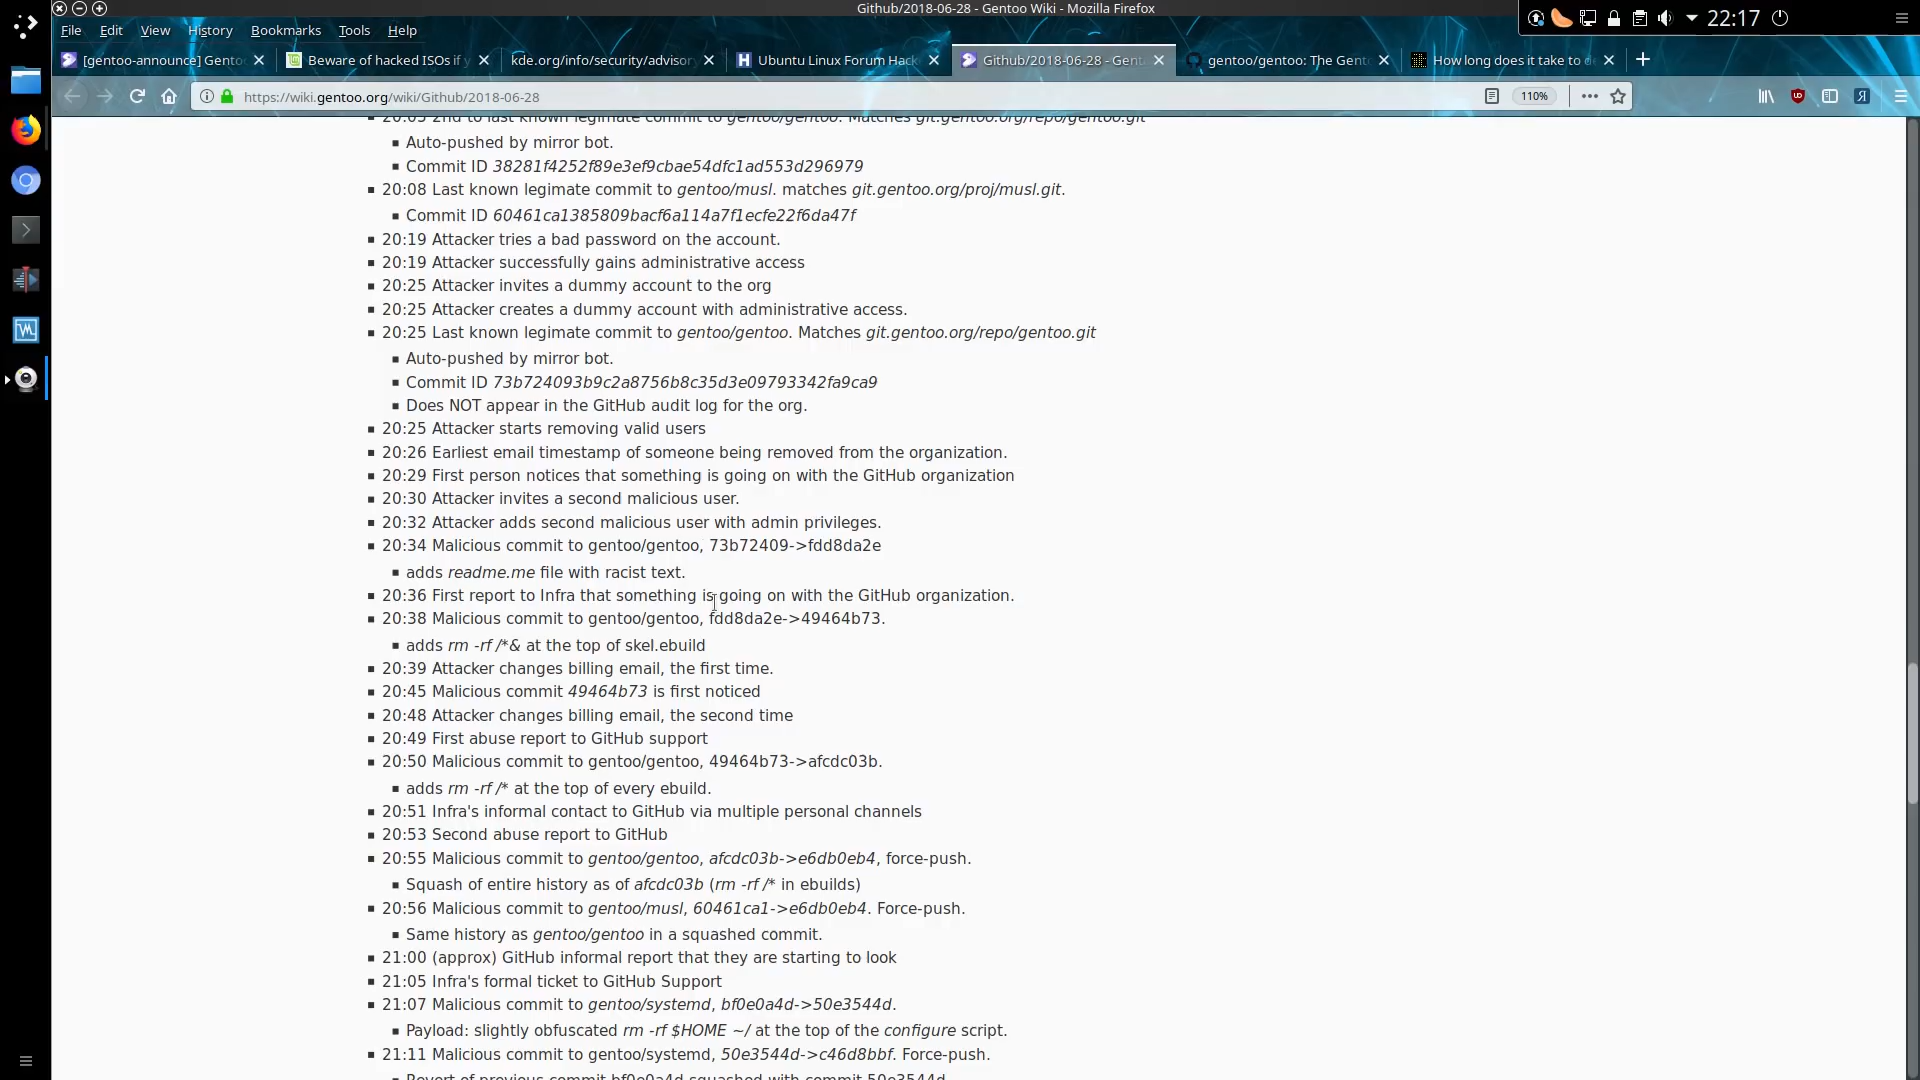 Github/2018-06-28 - Gentoo Wiki - Mozilla Firefox
22:17
File Edit View History Bookmarks Tools Help
[gentoo-announce] Gento
Beware of hacked ISOs if y
kde.org/info/security/advisor
Ubuntu Linux Forum Hack
Github/2018-06-28 - Gent
gentoo/gentoo: The Gent
How long does it take to d
https://wiki.gentoo.org/wiki/Github/2018-06-28
110%
20:05 2nd to last known legitimate commit to gentoo/gentoo. Matches git.gentoo.org/repo/gentoo.git
Auto-pushed by mirror bot.
Commit ID 38281f4252f89e3ef9cbae54dfc1ad553d296979
20:08 Last known legimate commit to gentoo/musl. matches git.gentoo.org/proj/musl.git.
Commit ID 60461ca1385809bacf6a114a7f1ecfe22f6da47f
20:19 Attacker tries a bad password on the account.
20:19 Attacker successfully gains administrative access
20:25 Attacker invites a dummy account to the org
20:25 Attacker creates a dummy account with administrative access.
20:25 Last known legitimate commit to gentoo/gentoo. Matches git.gentoo.org/repo/gentoo.git
Auto-pushed by mirror bot.
Commit ID 73b724093b9c2a8756b8c35d3e09793342fa9ca9
Does NOT appear in the GitHub audit log for the org.
20:25 Attacker starts removing valid users
20:26 Earliest email timestamp of someone being removed from the organization.
20:29 First person notices that something is going on with the GitHub organization
20:30 Attacker invites a second malicious user.
20:32 Attacker adds second malicious user with admin privileges.
20:34 Malicious commit to gentoo/gentoo, 73b72409->fdd8da2e
adds readme.me file with racist text.
20:36 First report to Infra that something is going on with the GitHub organization.
20:38 Malicious commit to gentoo/gentoo, fdd8da2e->49464b73.
adds rm -rf /*& at the top of skel.ebuild
20:39 Attacker changes billing email, the first time.
20:45 Malicious commit 49464b73 is first noticed
20:48 Attacker changes billing email, the second time
20:49 First abuse report to GitHub support
20:50 Malicious commit to gentoo/gentoo, 49464b73->afcdc03b.
adds rm -rf /* at the top of every ebuild.
20:51 Infra's informal contact to GitHub via multiple personal channels
20:53 Second abuse report to GitHub
20:55 Malicious commit to gentoo/gentoo, afcdc03b->e6db0eb4, force-push.
Squash of entire history as of afcdc03b (rm -rf /* in ebuilds)
20:56 Malicious commit to gentoo/musl, 60461ca1->e6db0eb4. Force-push.
Same history as gentoo/gentoo in a squashed commit.
21:00 (approx) GitHub informal report that they are starting to look
21:05 Infra's formal ticket to GitHub Support
21:07 Malicious commit to gentoo/systemd, bf0e0a4d->50e3544d.
Payload: slightly obfuscated rm -rf $HOME ~/ at the top of the configure script.
21:11 Malicious commit to gentoo/systemd, 50e3544d->c46d8bbf. Force-push.
Revert of previous commit bf0e0a4d squashed with commit 50e3544d